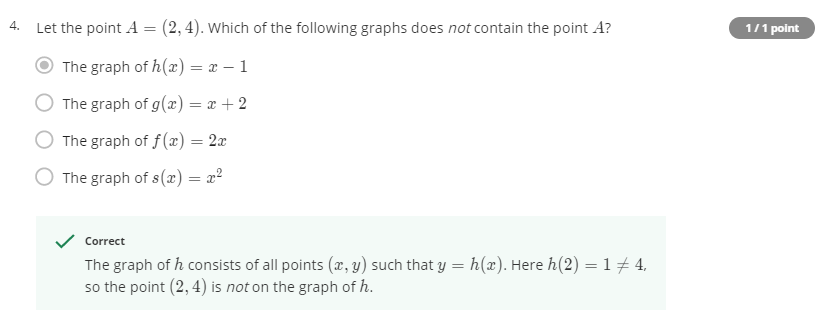 4. Let the point A = (2, 4). Which of the following graphs does not contain the point A?
1 / 1 point
The graph of h(x) = x − 1
The graph of g(x) = x + 2
The graph of f(x) = 2x
The graph of s(x) = x²
Correct
The graph of h consists of all points (x, y) such that y = h(x). Here h(2) = 1 ≠ 4,
so the point (2, 4) is not on the graph of h.